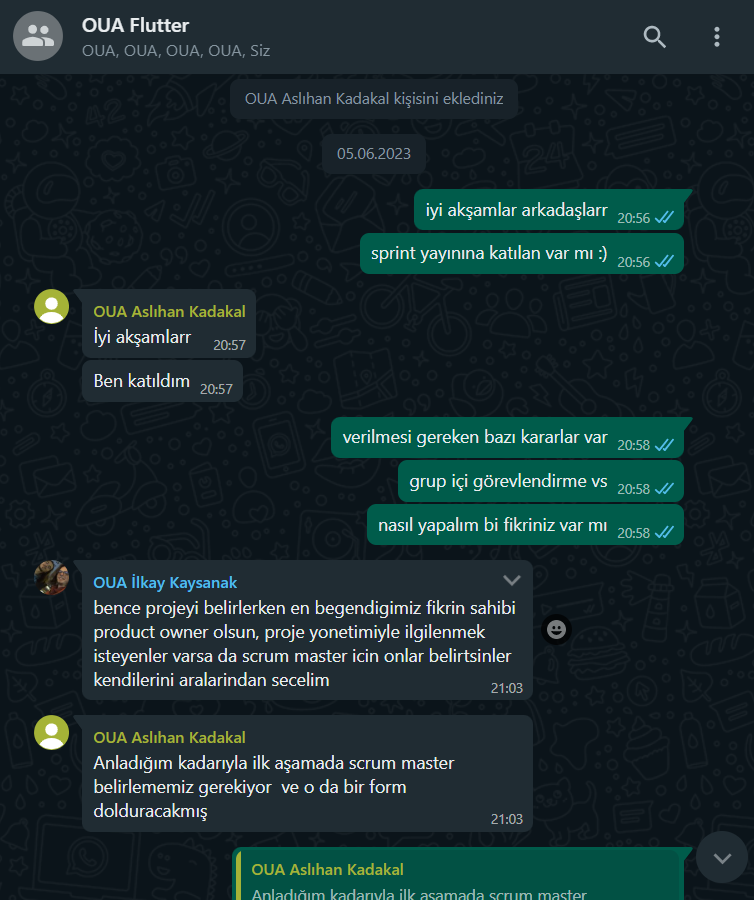 OUA Flutter
OUA, OUA, OUA, OUA, Siz
OUA Aslıhan Kadakal kişisini eklediniz
05.06.2023
iyi akşamlar arkadaşlarr 20:56
sprint yayınına katılan var mı :) 20:56
OUA Aslıhan Kadakal
İyi akşamlarr 20:57
Ben katıldım 20:57
verilmesi gereken bazı kararlar var 20:58
grup içi görevlendirme vs 20:58
nasıl yapalım bi fikriniz var mı 20:58
OUA İlkay Kaysanak
bence projeyi belirlerken en begendigimiz fikrin sahibi
product owner olsun, proje yonetimiyle ilgilenmek
isteyenler varsa da scrum master icin onlar belirtsinler
kendilerini aralarindan secelim
21:03
OUA Aslıhan Kadakal
Anladığım kadarıyla ilk aşamada scrum master
belirlememiz gerekiyor ve o da bir form
dolduracakmış
21:03
OUA Aslıhan Kadakal
Anladığım kadarıyla ilk aşamada scrum master